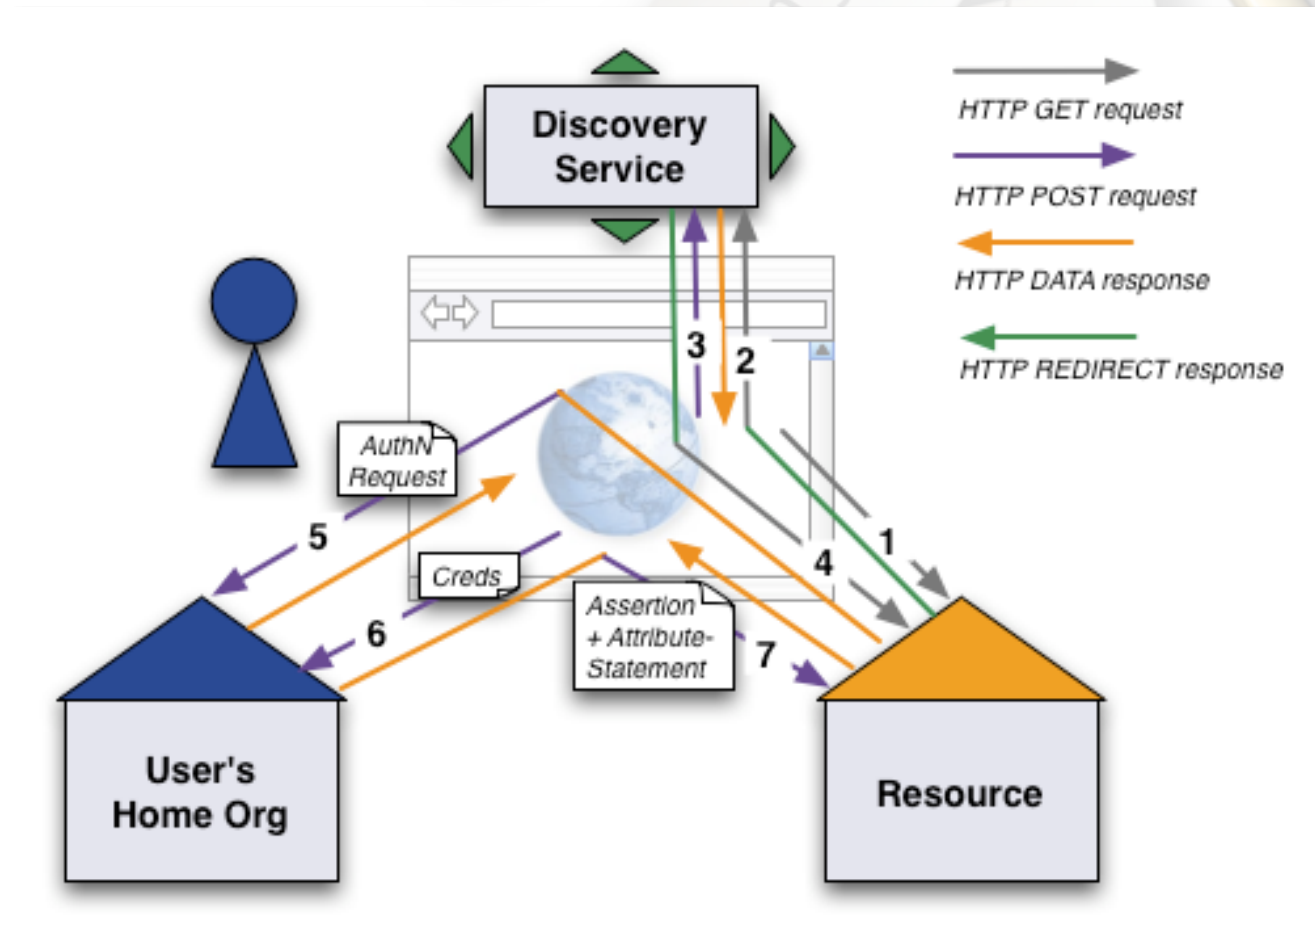 Discovery
Service
HTTP GET request
HTTP POST request
HTTP DATA response
HTTP REDIRECT response
3
2
AuthN
Request
5
1
4
Creds
6
Assertion
+ Attribute-
Statement
7
User's
Home Org
Resource